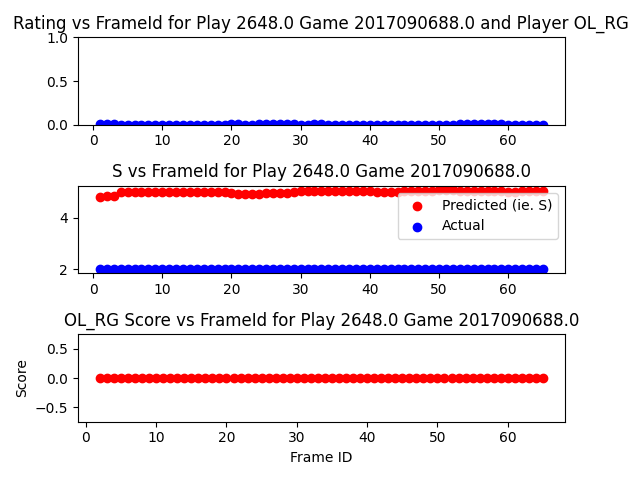 Rating vs FrameId for Play 2648.0 Game 2017090688.0 and Player OL_RG
1.0
0.5
0.0
0 10 20 30 40 50 60
S vs FrameId for Play 2648.0 Game 2017090688.0
4
2
Predicted (ie. S)
Actual
0 10 20 30 40 50 60
OL_RG Score vs FrameId for Play 2648.0 Game 2017090688.0
Score
0.5
0.0
−0.5
0 10 20 30 40 50 60
Frame ID